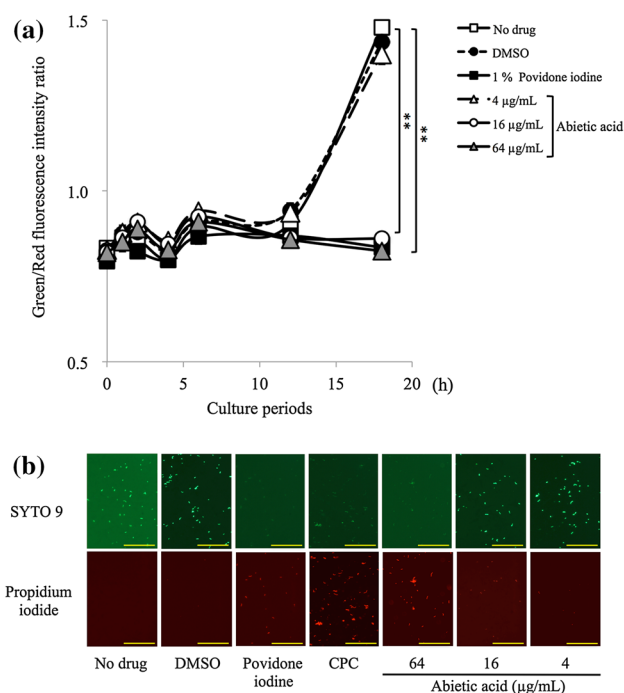 (a)
Green/Red fluorescence intensity ratio
1.5
1.0
0.5
0
5
10
15
20
(h)
Culture periods
**
**
No drug
DMSO
1 % Povidone iodine
4 µg/mL
16 µg/mL
64 µg/mL
Abietic acid
(b)
SYTO 9
Propidium
iodide
No drug
DMSO
Povidone
iodine
CPC
64
16
4
Abietic acid (µg/mL)